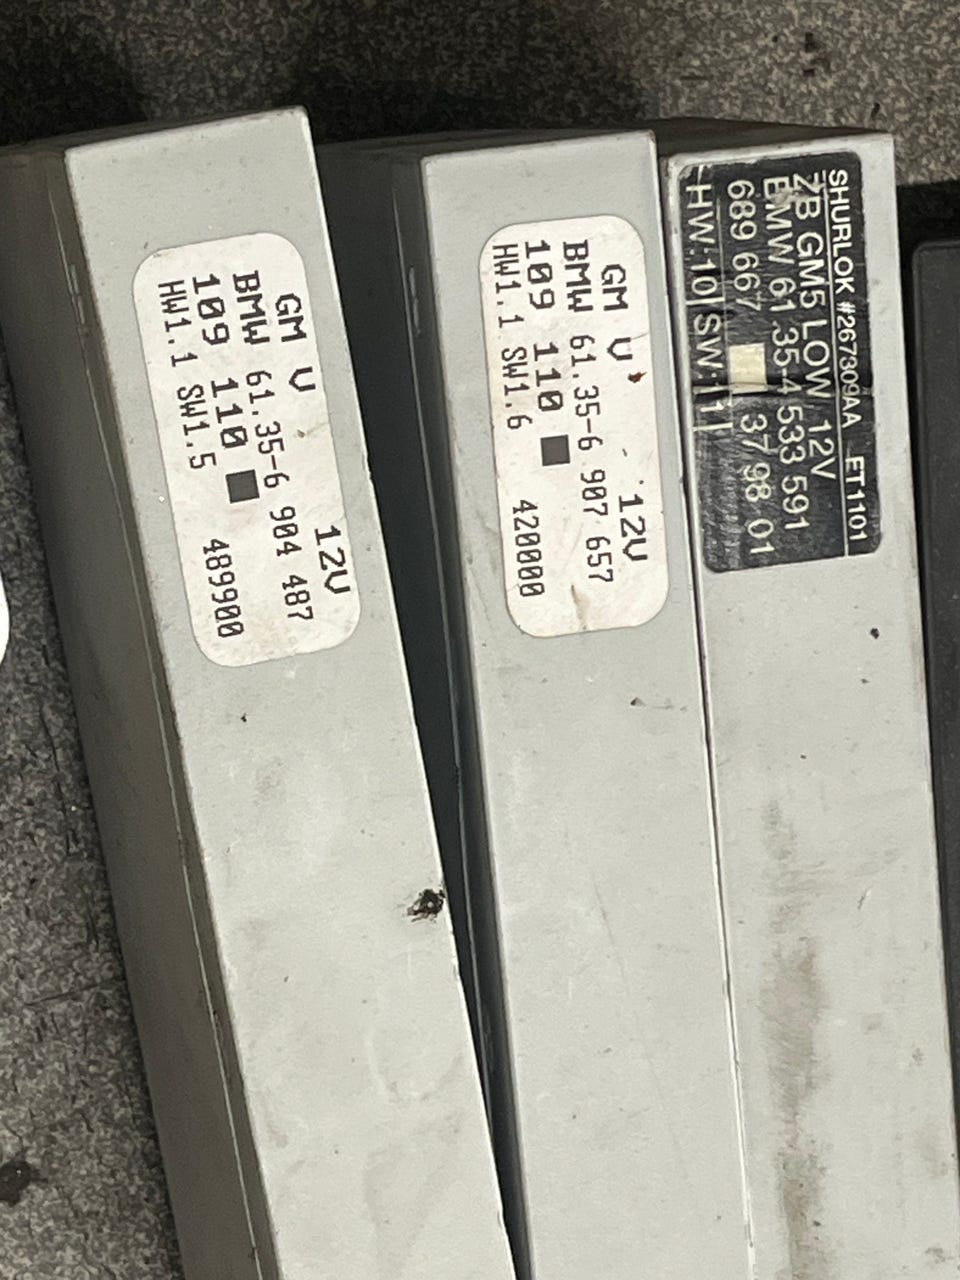 GM V 12V
BMW 61.35-6 904 487
109 110
HW1.1 SW1.5 489900
GM V 12V
BMW 61.35-6 907 657
109 110
HW1.1 SW1.6 420000
SHURLOK #267309AA ET1101
ZB GM5 LOW 12V
BMW 61.35-4 533 591
689 667 37 98 01
HW:10 SW:11